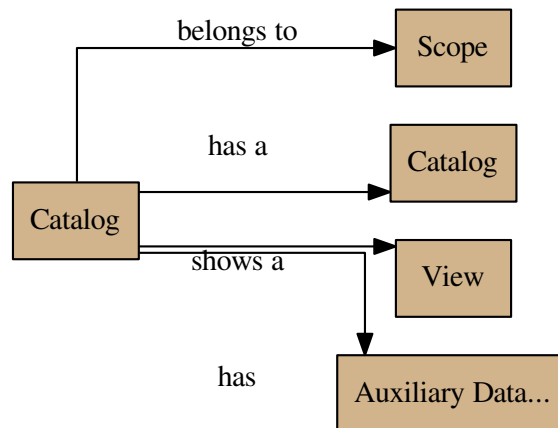 belongs to
Scope
has a
Catalog
Catalog
shows a
View
has
Auxiliary Data...